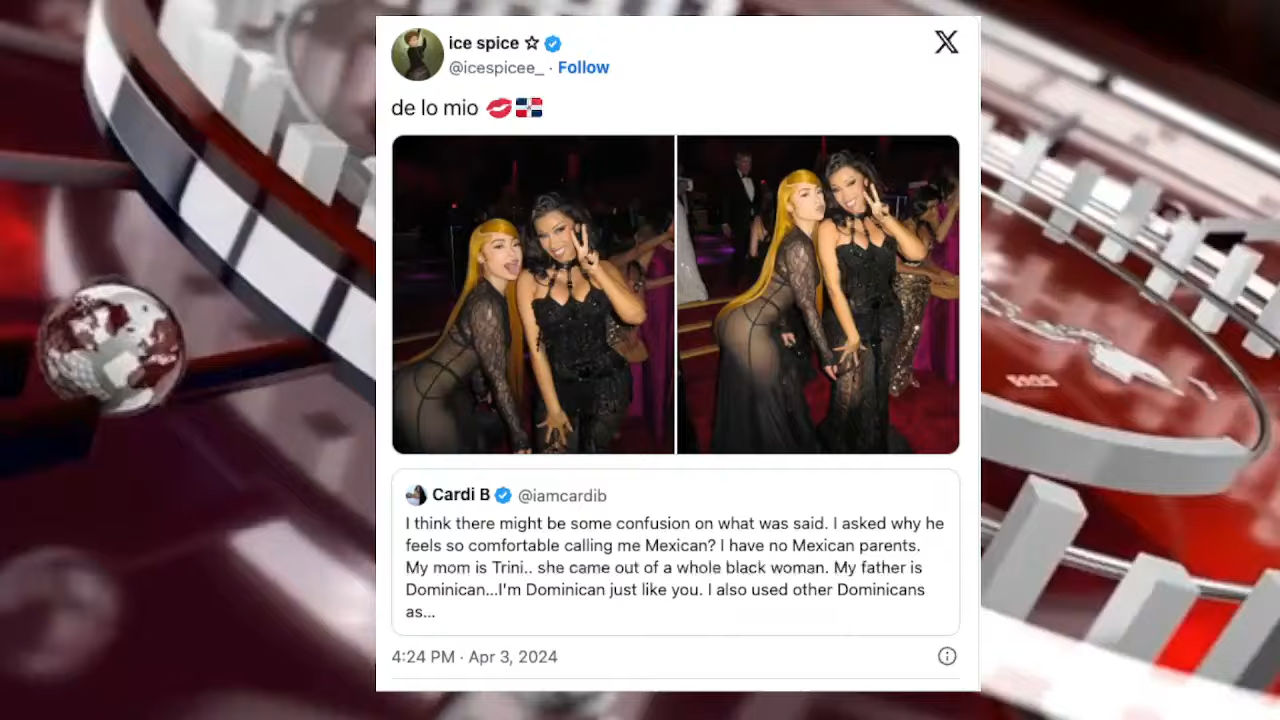 ice spice ☆
@icespicee_ · Follow
de lo mio 💋🇩🇴
Cardi B @iamcardib
I think there might be some confusion on what was said. I asked why he
feels so comfortable calling me Mexican? I have no Mexican parents.
My mom is Trini.. she came out of a whole black woman. My father is
Dominican...I'm Dominican just like you. I also used other Dominicans
as...
4:24 PM · Apr 3, 2024